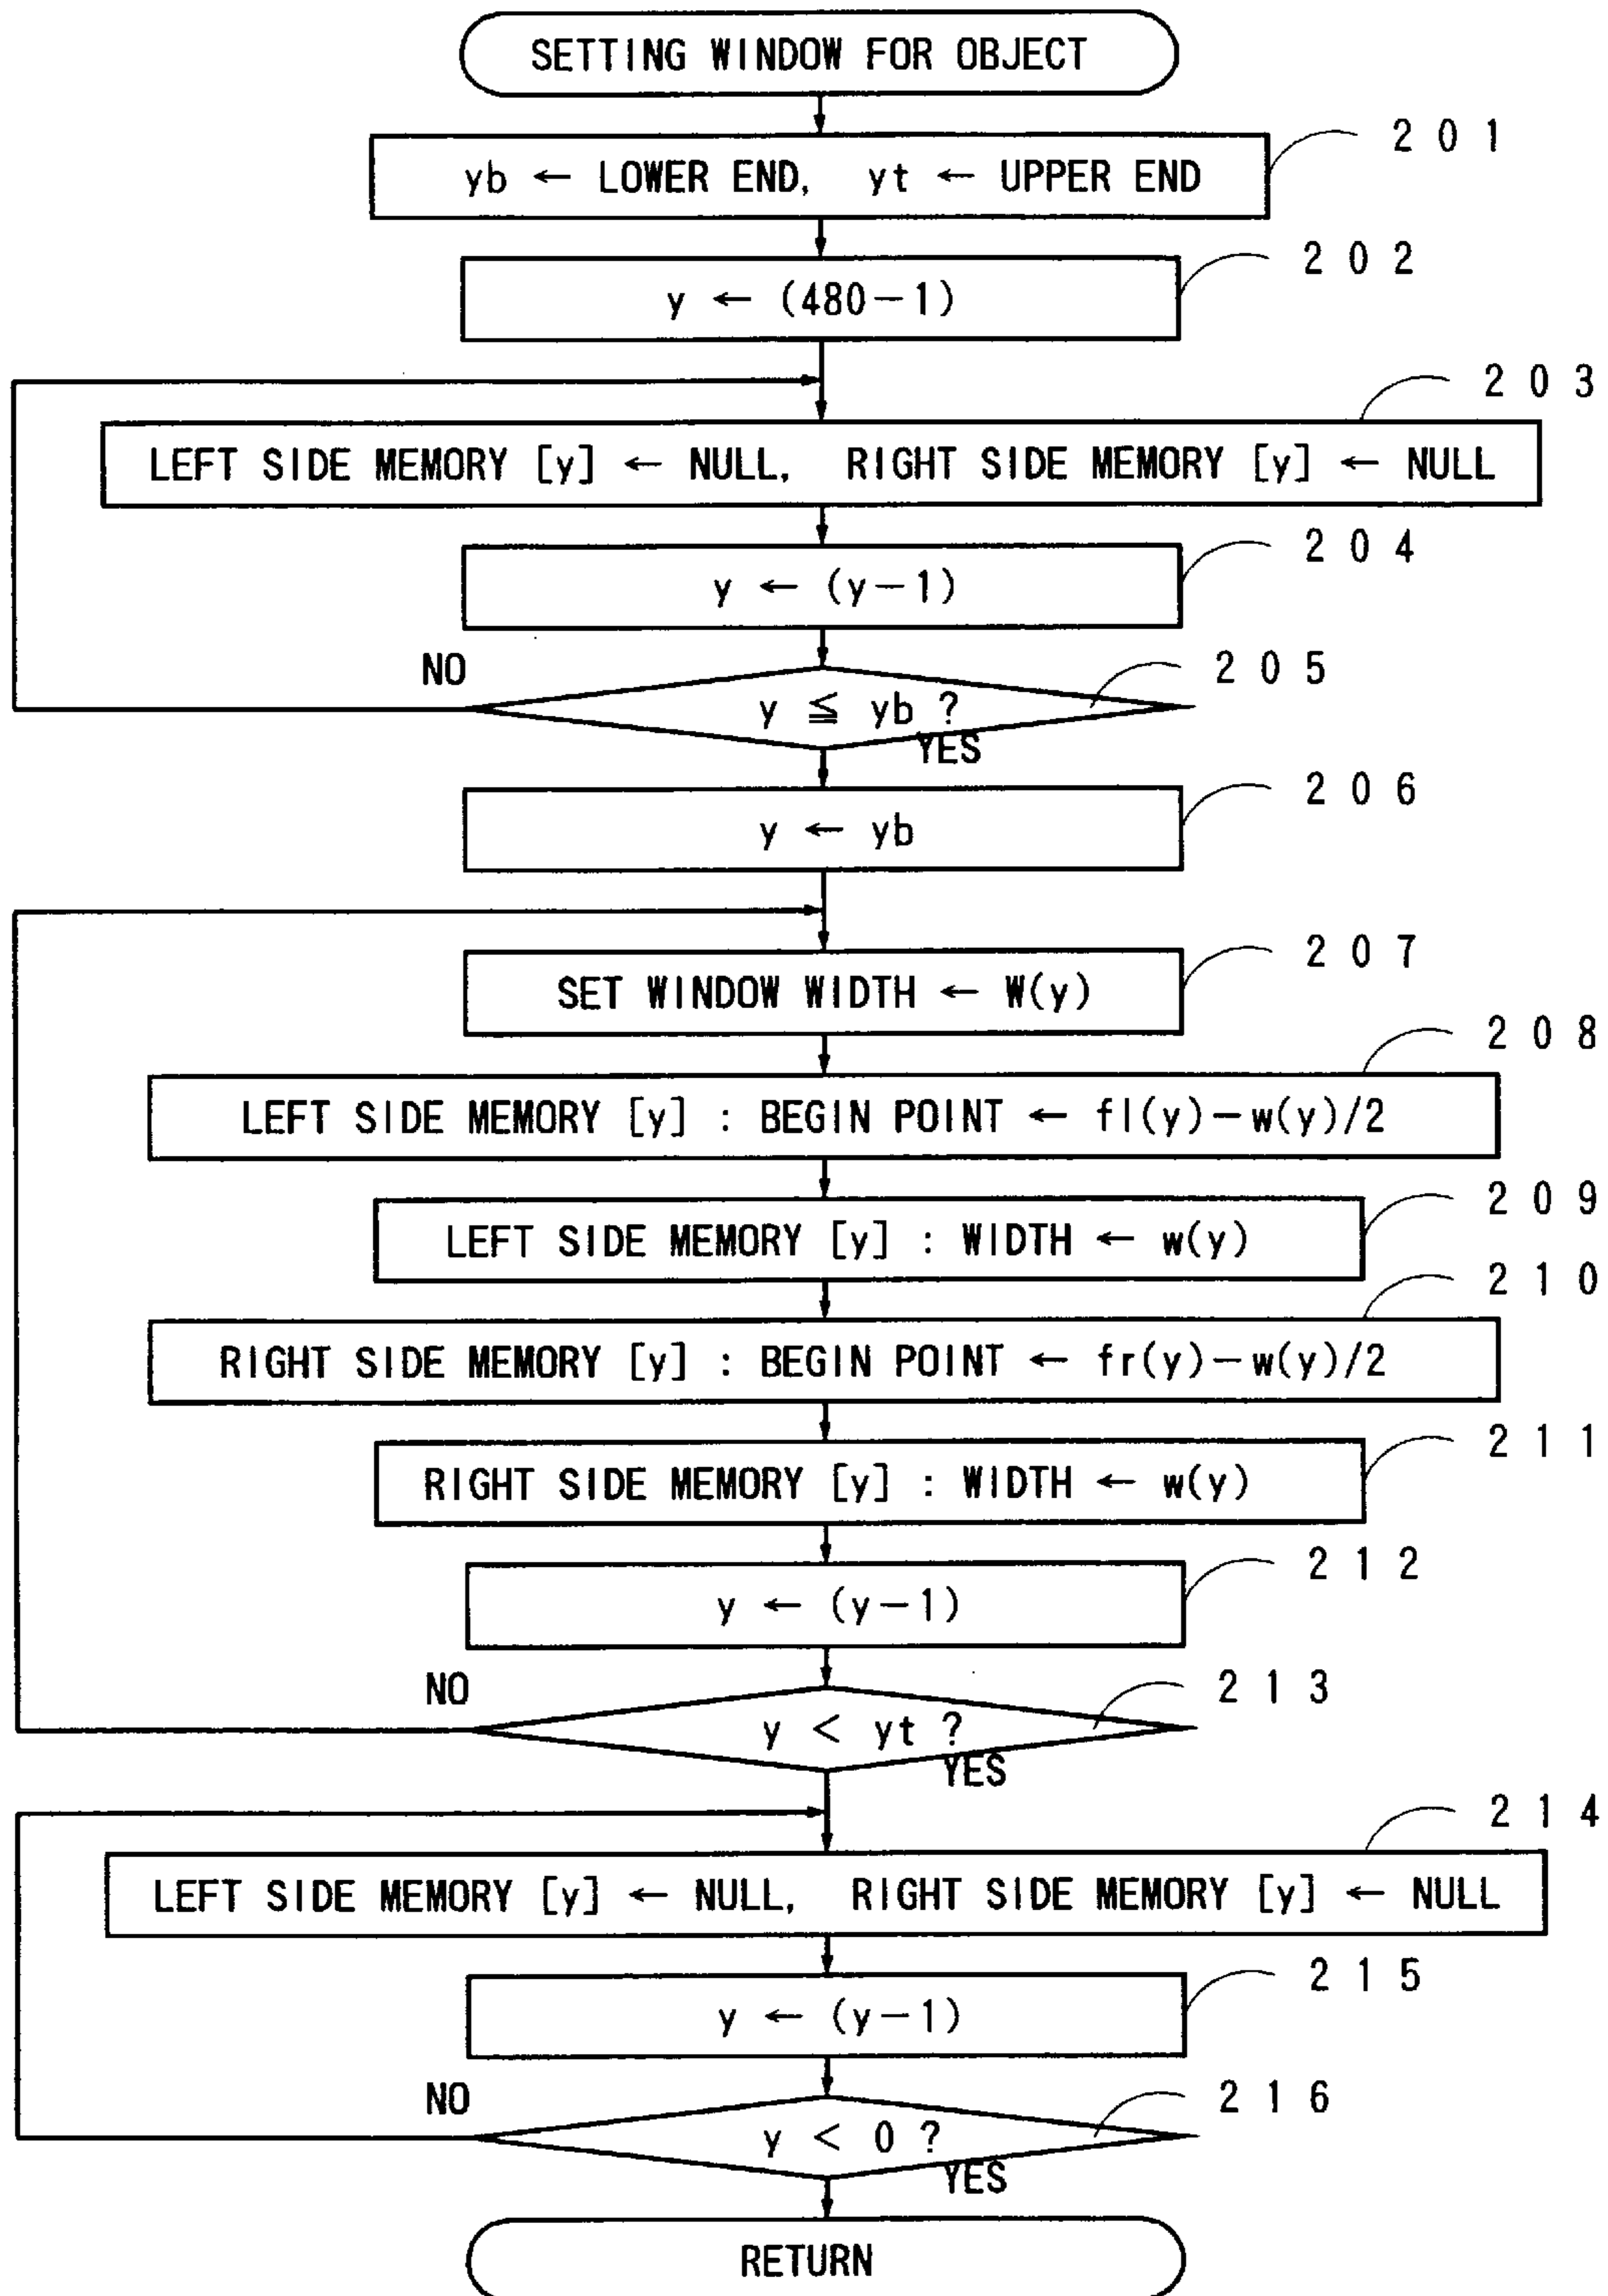 SETTING WINDOW FOR OBJECT
201
yb ← LOWER END, yt ← UPPER END
202
y ← (480−1)
203
LEFT SIDE MEMORY [y] ← NULL, RIGHT SIDE MEMORY [y] ← NULL
204
y ← (y−1)
NO
205
y ≦ yb ?
YES
206
y ← yb
207
SET WINDOW WIDTH ← W(y)
208
LEFT SIDE MEMORY [y] : BEGIN POINT ← fl(y)−w(y)/2
209
LEFT SIDE MEMORY [y] : WIDTH ← w(y)
210
RIGHT SIDE MEMORY [y] : BEGIN POINT ← fr(y)−w(y)/2
211
RIGHT SIDE MEMORY [y] : WIDTH ← w(y)
212
y ← (y−1)
NO
213
y < yt ?
YES
214
LEFT SIDE MEMORY [y] ← NULL, RIGHT SIDE MEMORY [y] ← NULL
215
y ← (y−1)
NO
216
y < 0 ?
YES
RETURN